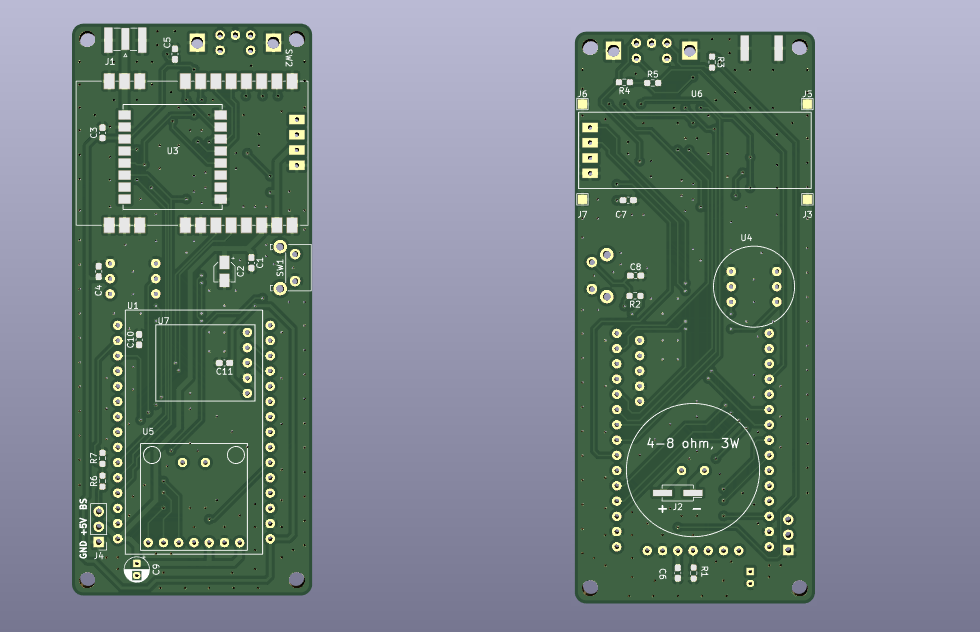 J1
C5
SW2
C3
U3
C4
C2
C1
SW1
U1
U7
C10
C11
U5
R7
R6
GND +5V BS
J4
C9
R3
R4
R5
J6
U6
J3
J7
C7
J3
U4
C8
R2
4-8 ohm, 3W
J2
+ -
C6
R1